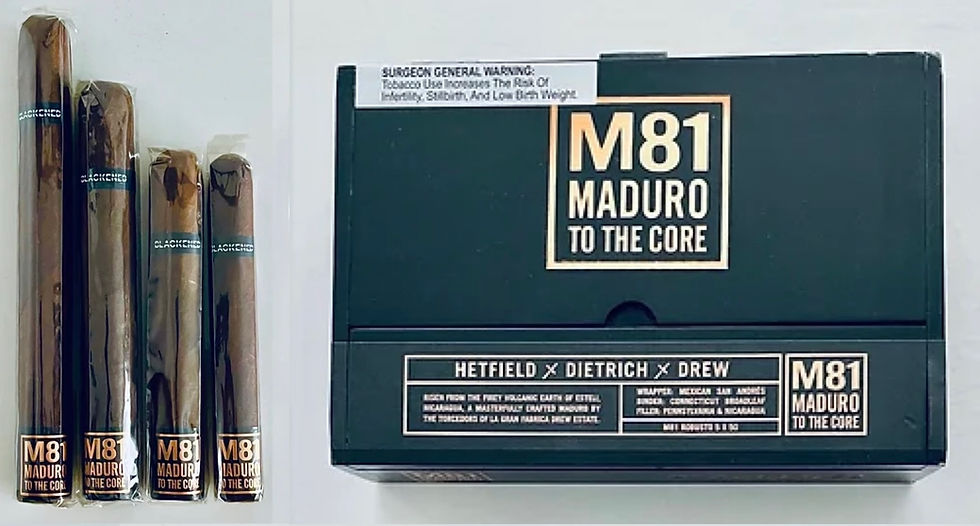 BLACKENED
BLACKENED
BLACKENED
BLACKENED
M81
MADURO
TO THE CORE
M81
MADURO
TO THE CORE
M81
MADURO
TO THE CORE
M81
MADURO
TO THE CORE
SURGEON GENERAL WARNING:
Tobacco Use Increases The Risk Of
Infertility, Stillbirth, And Low Birth Weight.
M81
MADURO
TO THE CORE
HETFIELD X DIETRICH X DREW
RISEN FROM THE FIERY VOLCANIC EARTH OF ESTELI,
NICARAGUA, A MASTERFULLY CRAFTED MADURO BY
THE TORCEDORES OF LA GRAN FABRICA DREW ESTATE.
WRAPPER: MEXICAN SAN ANDRÉS
BINDER: CONNECTICUT BROADLEAF
FILLER: PENNSYLVANIA & NICARAGUA
M81 ROBUSTO 5 X 50
M81
MADURO
TO THE CORE
M81